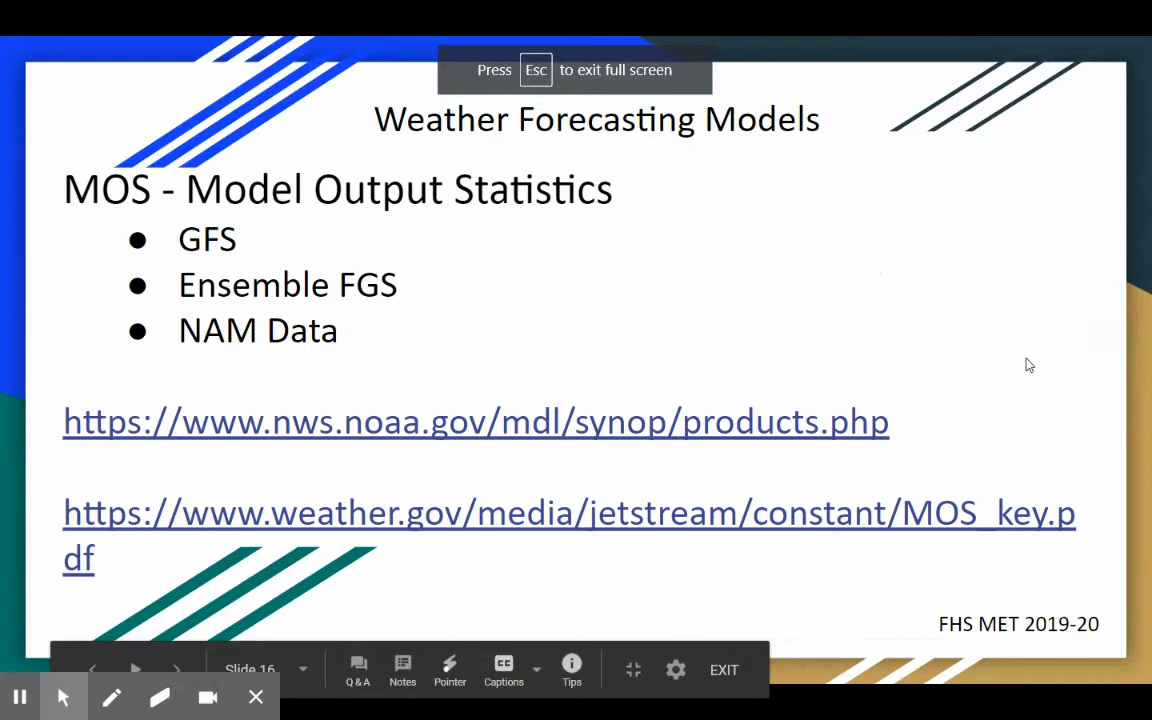 Press Esc to exit full screen
Weather Forecasting Models
MOS - Model Output Statistics
● GFS
● Ensemble FGS
● NAM Data
https://www.nws.noaa.gov/mdl/synop/products.php
https://www.weather.gov/media/jetstream/constant/MOS_key.p
df
FHS MET 2019-20
Slide 16
Q & A Notes Pointer Captions Tips EXIT